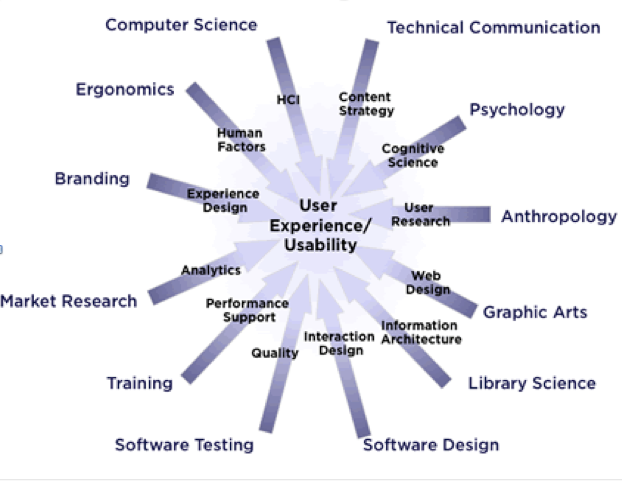 Computer Science
Technical Communication
Ergonomics
HCI
Content
Strategy
Psychology
Human
Factors
Cognitive
Science
Branding
Experience
Design
User
Experience/
Usability
User
Research
Anthropology
Analytics
Web
Design
Market Research
Performance
Support
Graphic Arts
Information
Architecture
Interaction
Design
Quality
Training
Library Science
Software Testing
Software Design